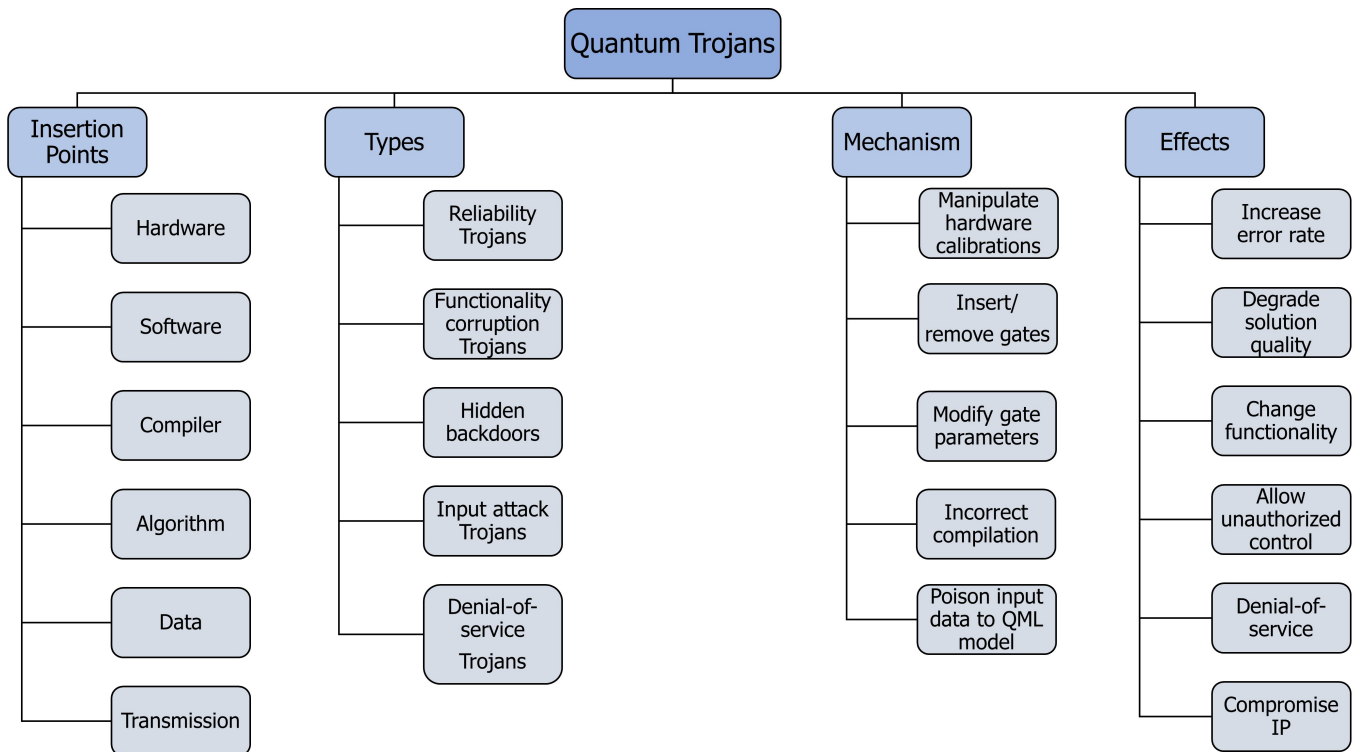 Quantum Trojans
Insertion
Points
Hardware
Software
Compiler
Algorithm
Data
Transmission
Types
Reliability
Trojans
Functionality
corruption
Trojans
Hidden
backdoors
Input attack
Trojans
Denial-of-
service
Trojans
Mechanism
Manipulate
hardware
calibrations
Insert/
remove gates
Modify gate
parameters
Incorrect
compilation
Poison input
data to QML
model
Effects
Increase
error rate
Degrade
solution
quality
Change
functionality
Allow
unauthorized
control
Denial-of-
service
Compromise
IP